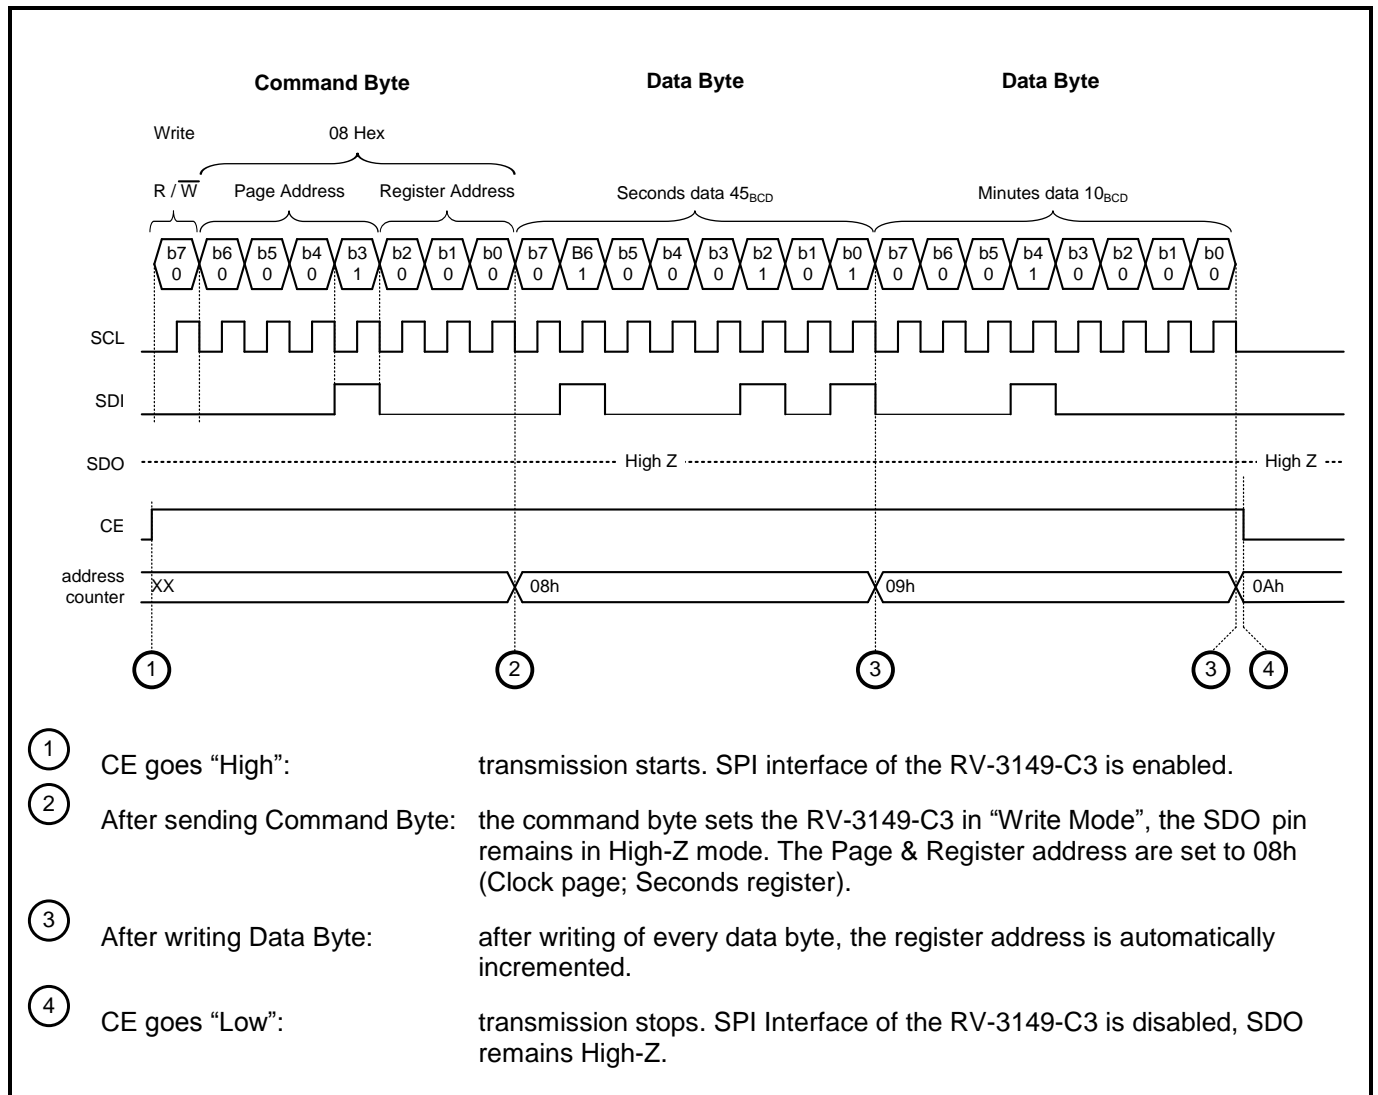 Command Byte Data Byte Data Byte
Write 08 Hex
R / W Page Address Register Address Seconds data 45BCD Minutes data 10BCD
b7 b6 b5 b4 b3 b2 b1 b0 b7 B6 b5 b4 b3 b2 b1 b0 b7 b6 b5 b4 b3 b2 b1 b0
0 0 0 0 1 0 0 0 0 1 0 0 0 1 0 1 0 0 0 1 0 0 0 0
SCL
SDI
SDO High Z High Z
CE
address
counter
XX 08h 09h 0Ah
1 2 3 3 4
1 CE goes “High”: transmission starts. SPI interface of the RV-3149-C3 is enabled.
2 After sending Command Byte: the command byte sets the RV-3149-C3 in “Write Mode”, the SDO pin
remains in High-Z mode. The Page & Register address are set to 08h
(Clock page; Seconds register).
3 After writing Data Byte: after writing of every data byte, the register address is automatically
incremented.
4 CE goes “Low”: transmission stops. SPI Interface of the RV-3149-C3 is disabled, SDO
remains High-Z.